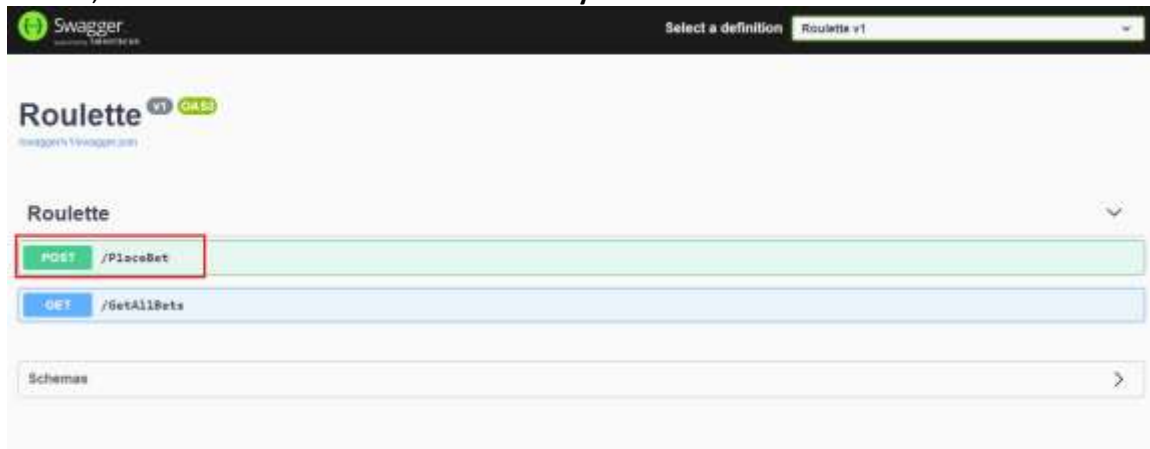 Swagger
Select a definition
Roulette v1
Roulette v1 OAS3
Roulette
POST /PlaceBet
GET /GetAllBets
Schemas